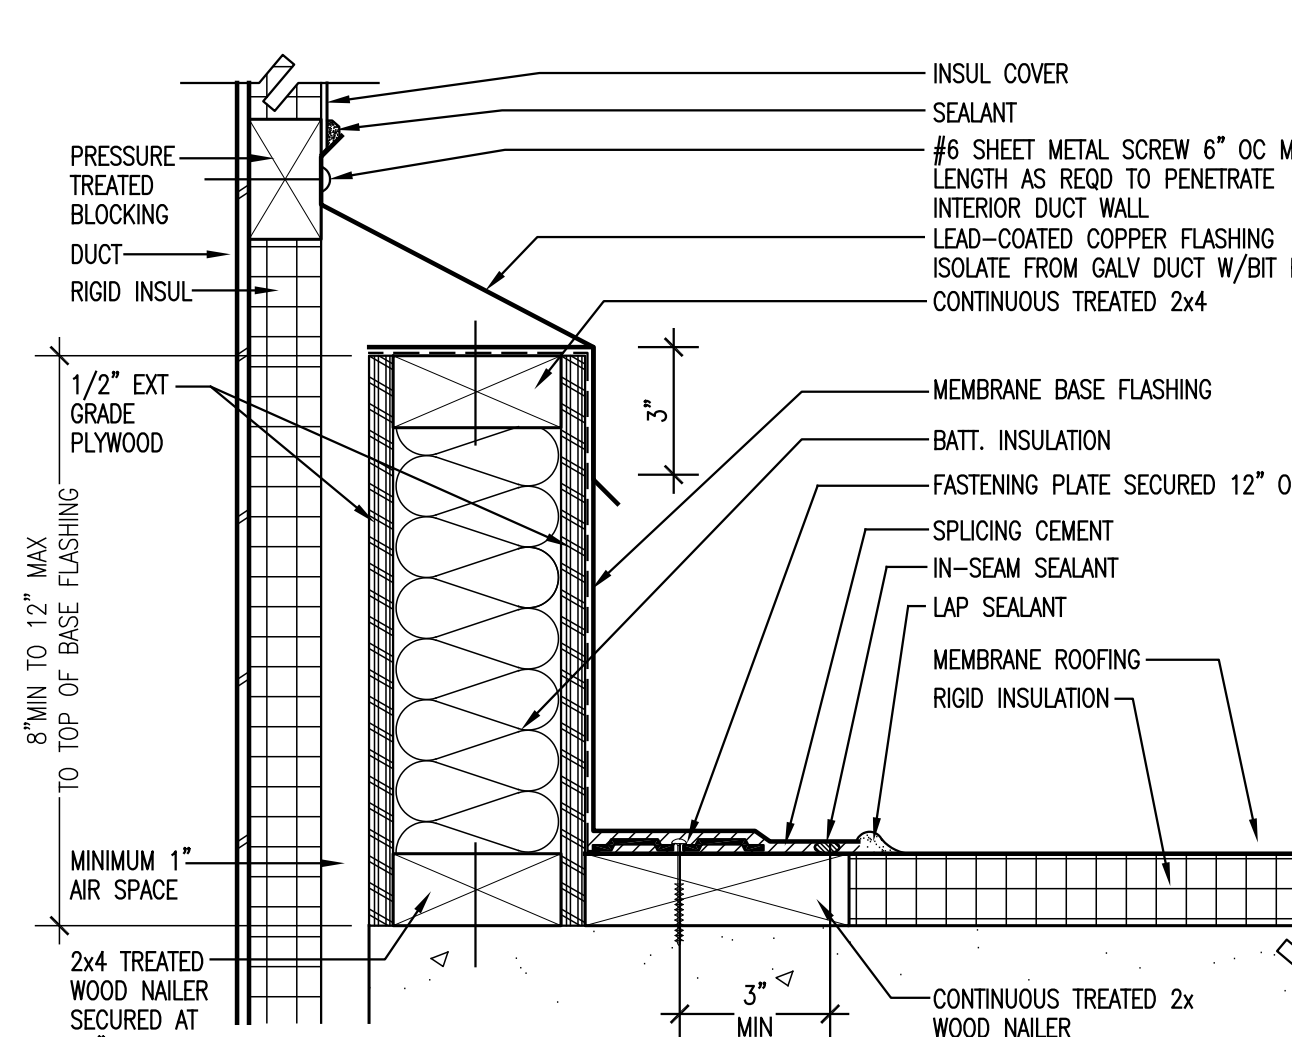 INSUL COVER
SEALANT
#6 SHEET METAL SCREW 6" OC
LENGTH AS REQD TO PENETRATE
INTERIOR DUCT WALL
LEAD-COATED COPPER FLASHING
ISOLATE FROM GALV DUCT W/BIT
CONTINUOUS TREATED 2x4
PRESSURE
TREATED
BLOCKING
DUCT
RIGID INSUL
1/2" EXT
GRADE
PLYWOOD
3"
MEMBRANE BASE FLASHING
BATT. INSULATION
FASTENING PLATE SECURED 12"
SPLICING CEMENT
IN-SEAM SEALANT
LAP SEALANT
MEMBRANE ROOFING
RIGID INSULATION
8"MIN TO 12" MAX
TO TOP OF BASE FLASHING
MINIMUM 1"
AIR SPACE
2x4 TREATED
WOOD NAILER
SECURED AT
3"
MIN
CONTINUOUS TREATED 2x
WOOD NAILER